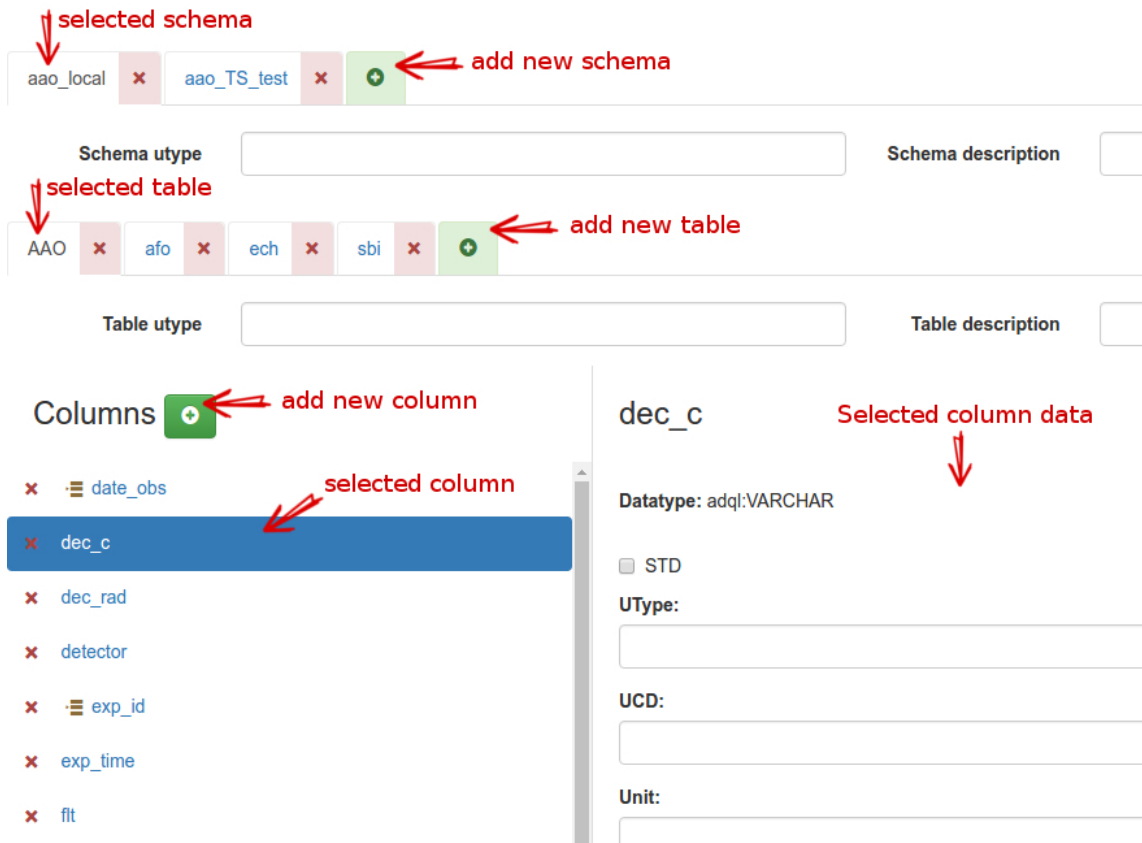 selected schema
aao_local aao_TS_test add new schema
Schema utype Schema description
selected table
AAO afo ech sbi add new table
Table utype Table description
Columns add new column
dec_c Selected column data
date_obs selected column
Datatype: adql:VARCHAR
dec_c
STD
dec_rad
UType:
detector
exp_id
UCD:
exp_time
Unit:
flt